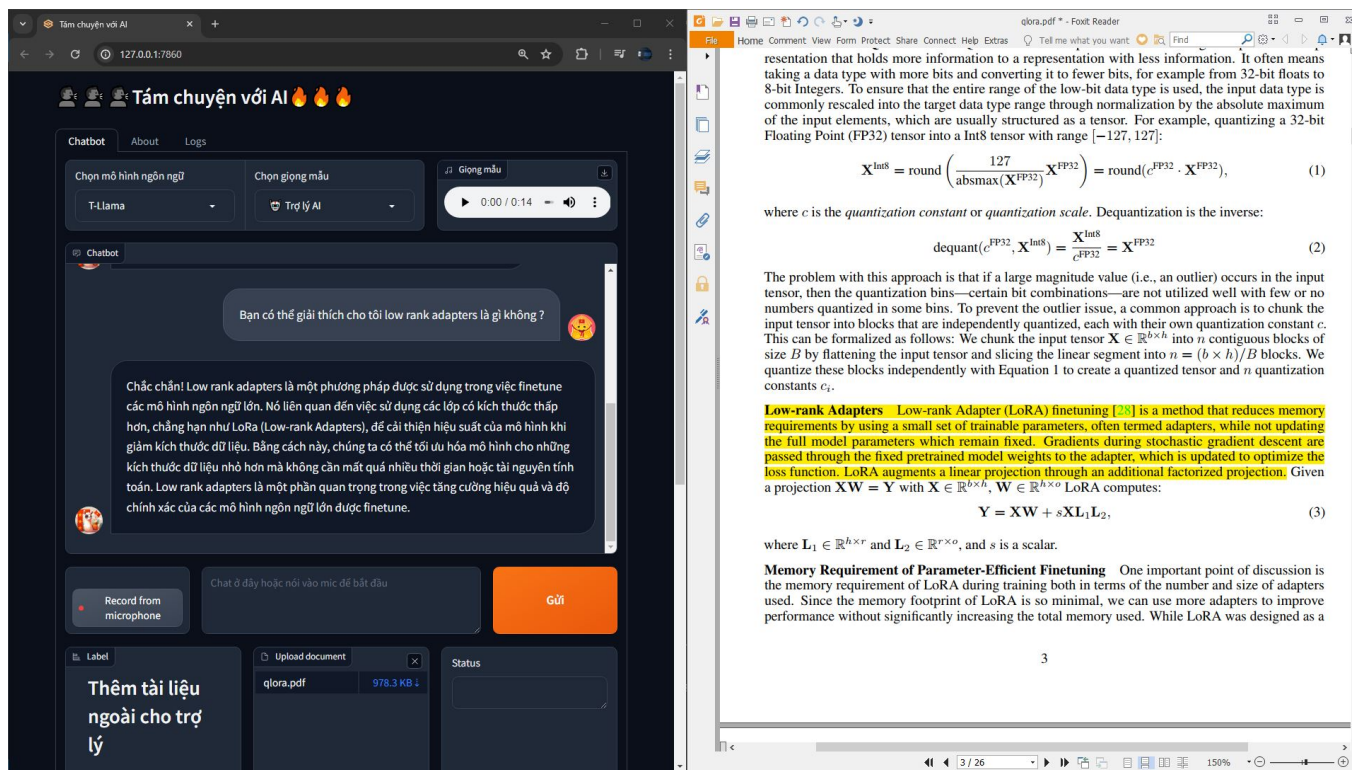 Tám chuyện với AI
127.0.0.1:7860
Tám chuyện với AI
Chatbot About Logs
Chọn mô hình ngôn ngữ
T-Llama
Chọn giọng mẫu
Trợ lý AI
Giọng mẫu
0:00 / 0:14
Chatbot
Bạn có thể giải thích cho tôi low rank adapters là gì không ?
Chắc chắn! Low rank adapters là một phương pháp được sử dụng trong việc finetune
các mô hình ngôn ngữ lớn. Nó liên quan đến việc sử dụng các lớp có kích thước thấp
hơn, chẳng hạn như LoRa (Low-rank Adapters), để cải thiện hiệu suất của mô hình khi
giảm kích thước dữ liệu. Bằng cách này, chúng ta có thể tối ưu hóa mô hình cho những
kích thước dữ liệu nhỏ hơn mà không cần mất quá nhiều thời gian hoặc tài nguyên tính
toán. Low rank adapters là một phần quan trọng trong việc tăng cường hiệu quả và độ
chính xác của các mô hình ngôn ngữ lớn được finetune.
Record from
microphone
Chat ở đây hoặc nói vào mic để bắt đầu
Gửi
Label
Thêm tài liệu
ngoài cho trợ
lý
Upload document
qlora.pdf 978.3 KB ↓
Status
qlora.pdf * - Foxit Reader
File Home Comment View Form Protect Share Connect Help Extras Tell me what you want Find
resentation that holds more information to a representation with less information. It often means
taking a data type with more bits and converting it to fewer bits, for example from 32-bit floats to
8-bit Integers. To ensure that the entire range of the low-bit data type is used, the input data type is
commonly rescaled into the target data type range through normalization by the absolute maximum
of the input elements, which are usually structured as a tensor. For example, quantizing a 32-bit
Floating Point (FP32) tensor into a Int8 tensor with range [−127, 127]:
X^Int8 = round ( 127 / absmax(X^FP32) X^FP32 ) = round(c^FP32 · X^FP32), (1)
where c is the quantization constant or quantization scale. Dequantization is the inverse:
dequant(c^FP32, X^Int8) = X^Int8 / c^FP32 = X^FP32 (2)
The problem with this approach is that if a large magnitude value (i.e., an outlier) occurs in the input
tensor, then the quantization bins—certain bit combinations—are not utilized well with few or no
numbers quantized in some bins. To prevent the outlier issue, a common approach is to chunk the
input tensor into blocks that are independently quantized, each with their own quantization constant c.
This can be formalized as follows: We chunk the input tensor X ∈ ℝ^b×h into n contiguous blocks of
size B by flattening the input tensor and slicing the linear segment into n = (b × h)/B blocks. We
quantize these blocks independently with Equation 1 to create a quantized tensor and n quantization
constants c_i.
Low-rank Adapters Low-rank Adapter (LoRA) finetuning [28] is a method that reduces memory
requirements by using a small set of trainable parameters, often termed adapters, while not updating
the full model parameters which remain fixed. Gradients during stochastic gradient descent are
passed through the fixed pretrained model weights to the adapter, which is updated to optimize the
loss function. LoRA augments a linear projection through an additional factorized projection. Given
a projection XW = Y with X ∈ ℝ^b×h, W ∈ ℝ^h×o LoRA computes:
Y = XW + sXL₁L₂, (3)
where L₁ ∈ ℝ^h×r and L₂ ∈ ℝ^r×o, and s is a scalar.
Memory Requirement of Parameter-Efficient Finetuning One important point of discussion is
the memory requirement of LoRA during training both in terms of the number and size of adapters
used. Since the memory footprint of LoRA is so minimal, we can use more adapters to improve
performance without significantly increasing the total memory used. While LoRA was designed as a
3
3 / 26
150%